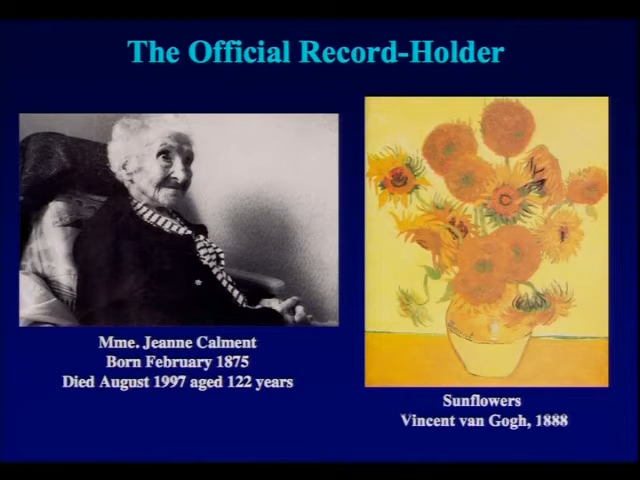 The Official Record-Holder
Mme. Jeanne Calment
Born February 1875
Died August 1997 aged 122 years
Sunflowers
Vincent van Gogh, 1888